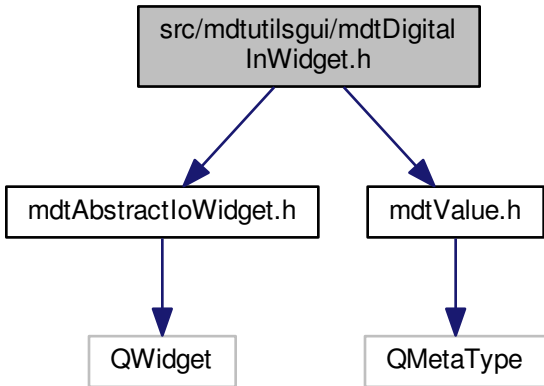 src/mdtutilsgui/mdtDigital
InWidget.h
mdtAbstractIoWidget.h
mdtValue.h
QWidget
QMetaType